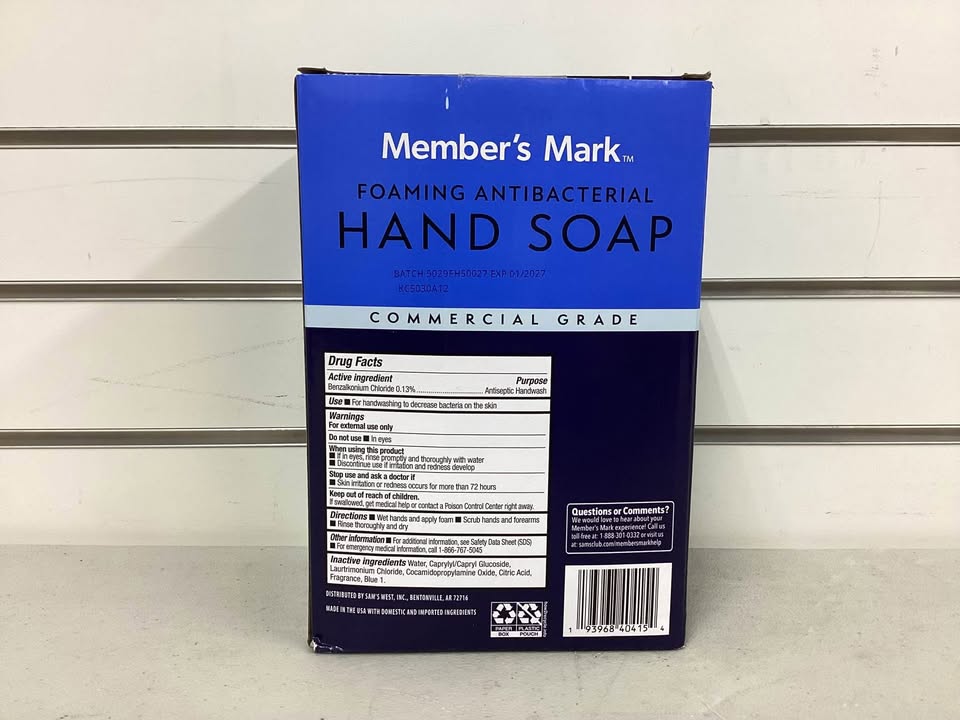 Member's Mark™
FOAMING ANTIBACTERIAL
HAND SOAP
BATCH 5029EH50027 EXP 01/2027
KC5030A12
COMMERCIAL GRADE
Drug Facts
Active ingredient Purpose
Benzalkonium Chloride 0.13%.................... Antiseptic Handwash
Use ■ For handwashing to decrease bacteria on the skin
Warnings
For external use only
Do not use ■ In eyes
When using this product
■ If in eyes, rinse promptly and thoroughly with water
■ Discontinue use if irritation and redness develop
Stop use and ask a doctor if
■ Skin irritation or redness occurs for more than 72 hours
Keep out of reach of children.
If swallowed, get medical help or contact a Poison Control Center right away.
Directions ■ Wet hands and apply foam ■ Scrub hands and forearms
■ Rinse thoroughly and dry
Other information ■ For additional information, see Safety Data Sheet (SDS)
■ For emergency medical information, call 1-866-767-5045
Inactive ingredients Water, Caprylyl/Capryl Glucoside,
Laurtrimonium Chloride, Cocamidopropylamine Oxide, Citric Acid,
Fragrance, Blue 1.
DISTRIBUTED BY SAM'S WEST, INC., BENTONVILLE, AR 72716
MADE IN THE USA WITH DOMESTIC AND IMPORTED INGREDIENTS
PAPER BOX
PLASTIC POUCH
Questions or Comments?
We would love to hear about your
Member's Mark experience! Call us
toll-free at: 1-888-301-0332 or visit us
at: samsclub.com/membersmarkhelp
1 93968 40415 4